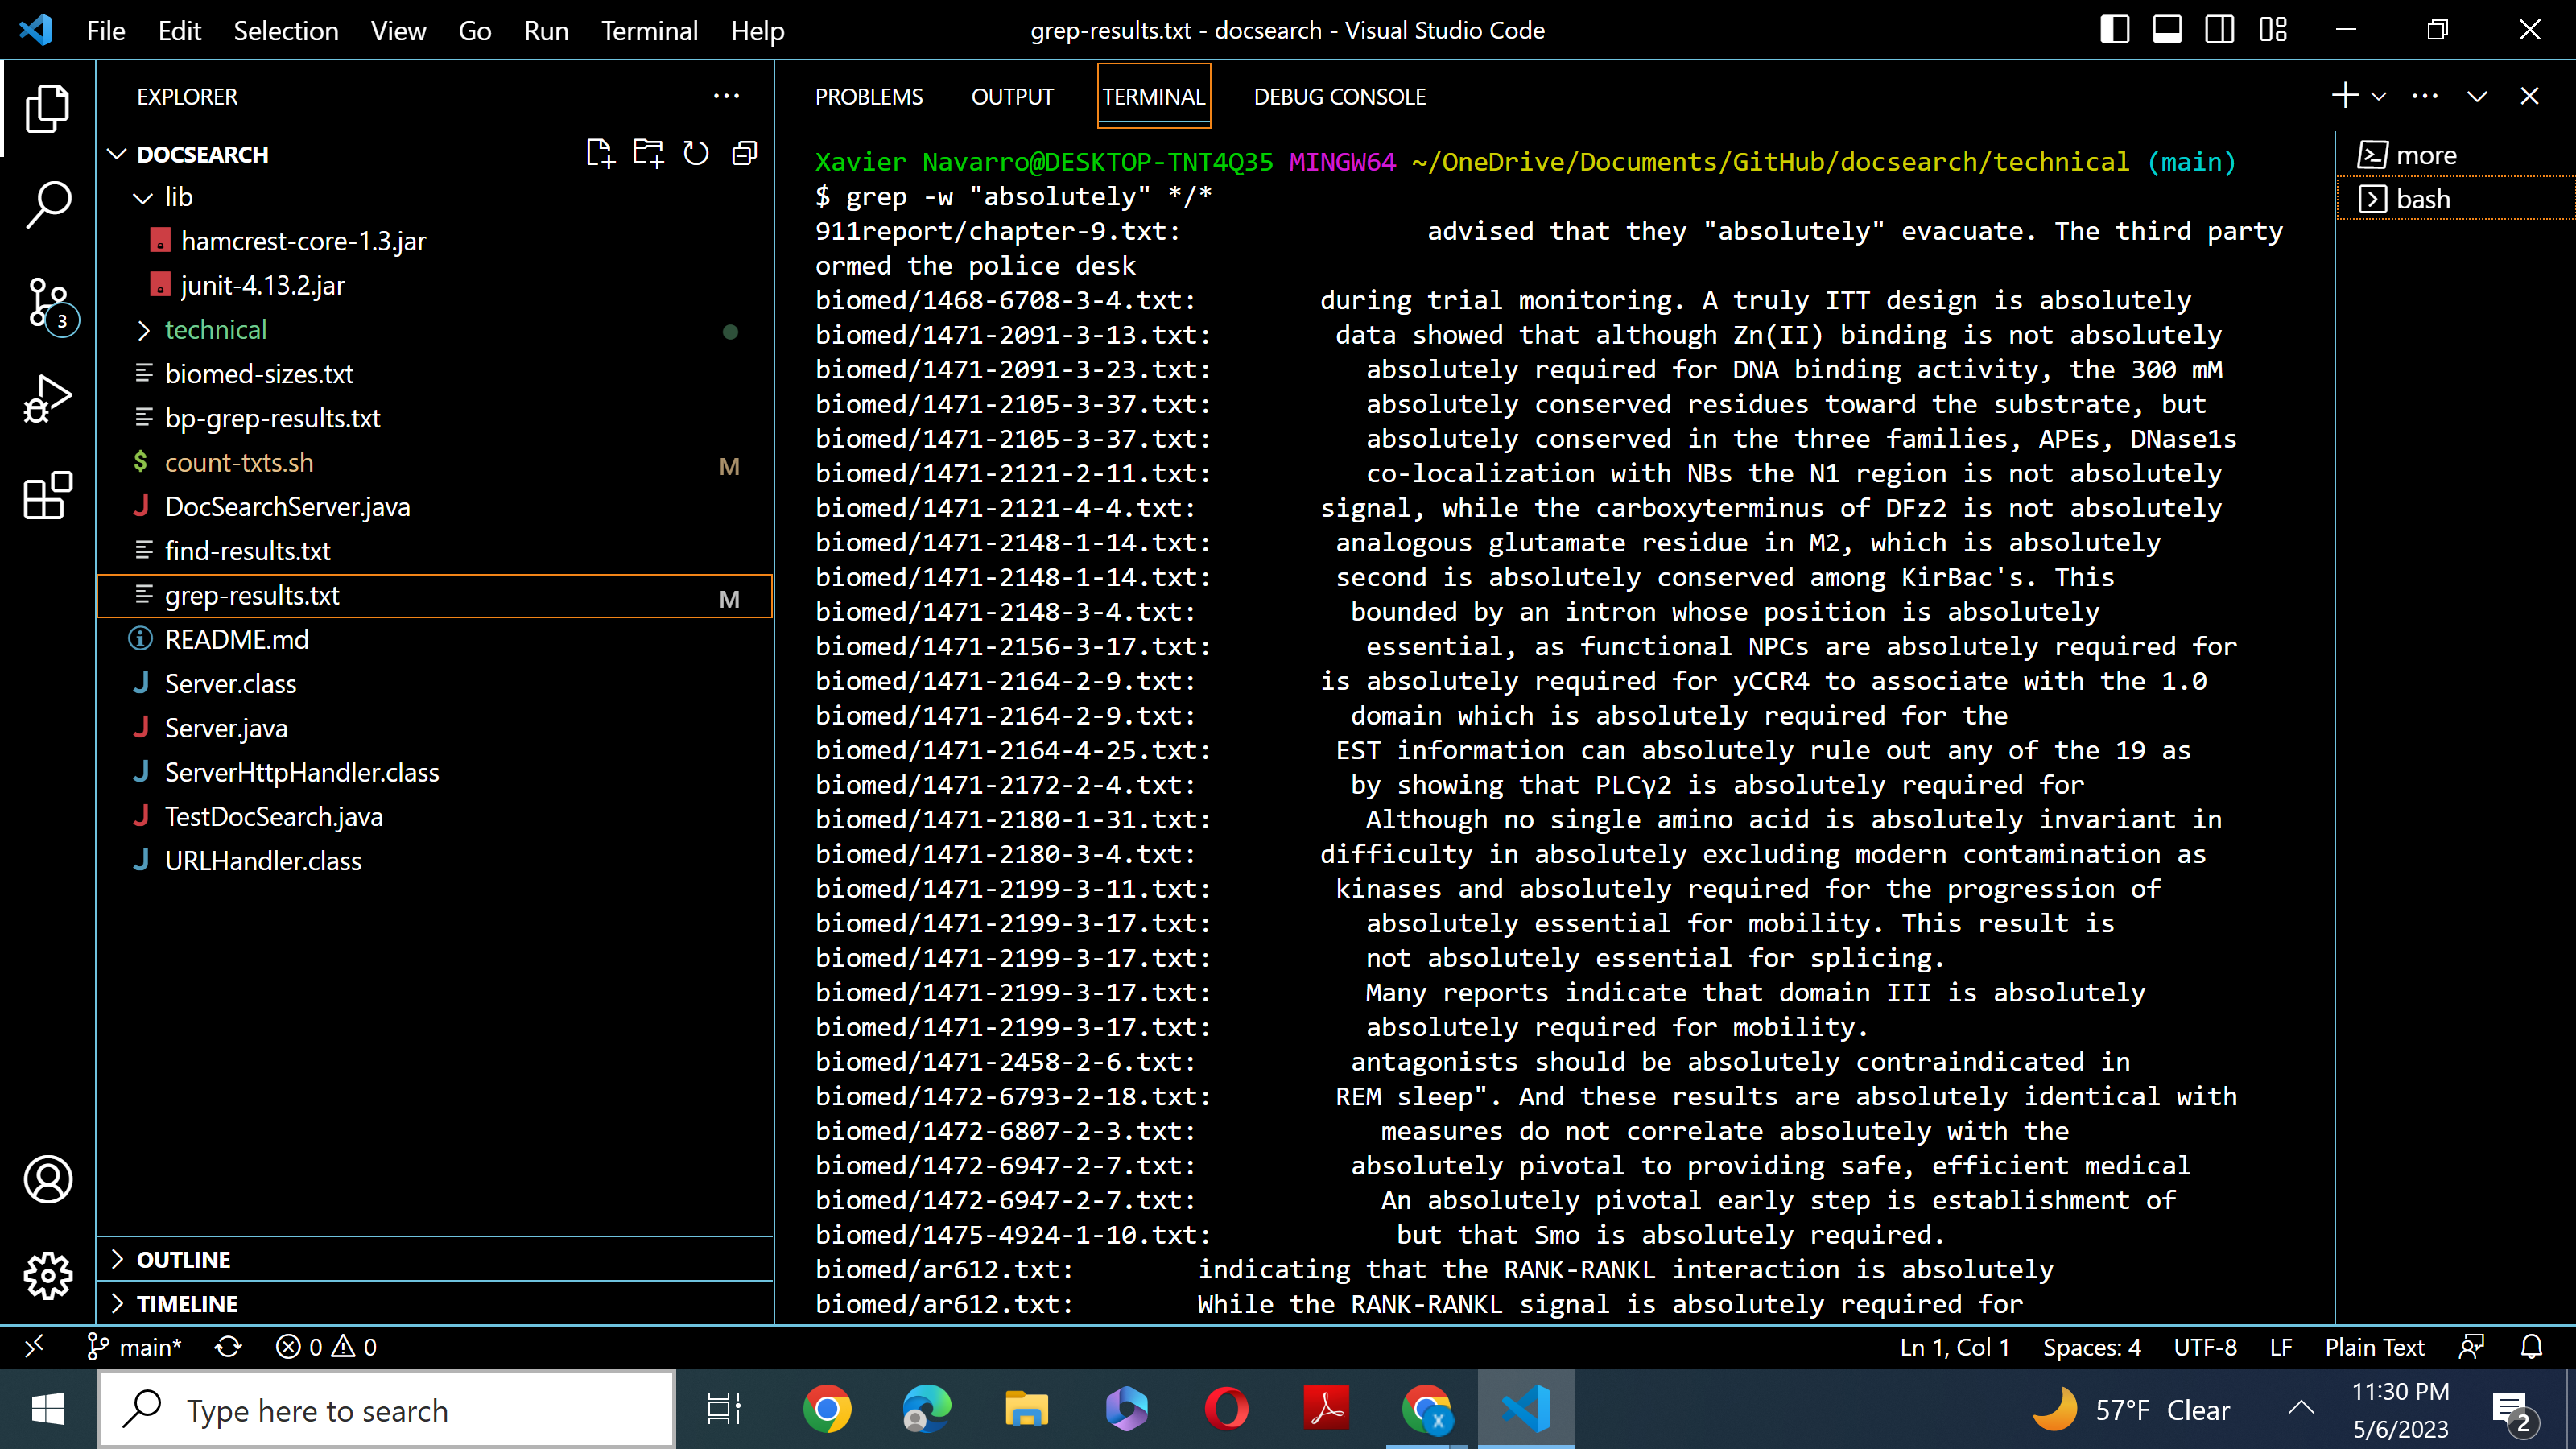 File Edit Selection View Go Run Terminal Help
grep-results.txt - docsearch - Visual Studio Code
EXPLORER
DOCSEARCH
lib
hamcrest-core-1.3.jar
junit-4.13.2.jar
technical
biomed-sizes.txt
bp-grep-results.txt
count-txts.sh M
DocSearchServer.java
find-results.txt
grep-results.txt M
README.md
Server.class
Server.java
ServerHttpHandler.class
TestDocSearch.java
URLHandler.class
OUTLINE
TIMELINE
3
PROBLEMS OUTPUT TERMINAL DEBUG CONSOLE
Xavier Navarro@DESKTOP-TNT4Q35 MINGW64 ~/OneDrive/Documents/GitHub/docsearch/technical (main)
$ grep -w "absolutely" */*
911report/chapter-9.txt: advised that they "absolutely" evacuate. The third party
ormed the police desk
biomed/1468-6708-3-4.txt: during trial monitoring. A truly ITT design is absolutely
biomed/1471-2091-3-13.txt: data showed that although Zn(II) binding is not absolutely
biomed/1471-2091-3-23.txt: absolutely required for DNA binding activity, the 300 mM
biomed/1471-2105-3-37.txt: absolutely conserved residues toward the substrate, but
biomed/1471-2105-3-37.txt: absolutely conserved in the three families, APEs, DNase1s
biomed/1471-2121-2-11.txt: co-localization with NBs the N1 region is not absolutely
biomed/1471-2121-4-4.txt: signal, while the carboxyterminus of DFz2 is not absolutely
biomed/1471-2148-1-14.txt: analogous glutamate residue in M2, which is absolutely
biomed/1471-2148-1-14.txt: second is absolutely conserved among KirBac's. This
biomed/1471-2148-3-4.txt: bounded by an intron whose position is absolutely
biomed/1471-2156-3-17.txt: essential, as functional NPCs are absolutely required for
biomed/1471-2164-2-9.txt: is absolutely required for yCCR4 to associate with the 1.0
biomed/1471-2164-2-9.txt: domain which is absolutely required for the
biomed/1471-2164-4-25.txt: EST information can absolutely rule out any of the 19 as
biomed/1471-2172-2-4.txt: by showing that PLCγ2 is absolutely required for
biomed/1471-2180-1-31.txt: Although no single amino acid is absolutely invariant in
biomed/1471-2180-3-4.txt: difficulty in absolutely excluding modern contamination as
biomed/1471-2199-3-11.txt: kinases and absolutely required for the progression of
biomed/1471-2199-3-17.txt: absolutely essential for mobility. This result is
biomed/1471-2199-3-17.txt: not absolutely essential for splicing.
biomed/1471-2199-3-17.txt: Many reports indicate that domain III is absolutely
biomed/1471-2199-3-17.txt: absolutely required for mobility.
biomed/1471-2458-2-6.txt: antagonists should be absolutely contraindicated in
biomed/1472-6793-2-18.txt: REM sleep". And these results are absolutely identical with
biomed/1472-6807-2-3.txt: measures do not correlate absolutely with the
biomed/1472-6947-2-7.txt: absolutely pivotal to providing safe, efficient medical
biomed/1472-6947-2-7.txt: An absolutely pivotal early step is establishment of
biomed/1475-4924-1-10.txt: but that Smo is absolutely required.
biomed/ar612.txt: indicating that the RANK-RANKL interaction is absolutely
biomed/ar612.txt: While the RANK-RANKL signal is absolutely required for
more
bash
main* 0 0
Ln 1, Col 1 Spaces: 4 UTF-8 LF Plain Text
Type here to search
X
57°F Clear
11:30 PM
5/6/2023
2